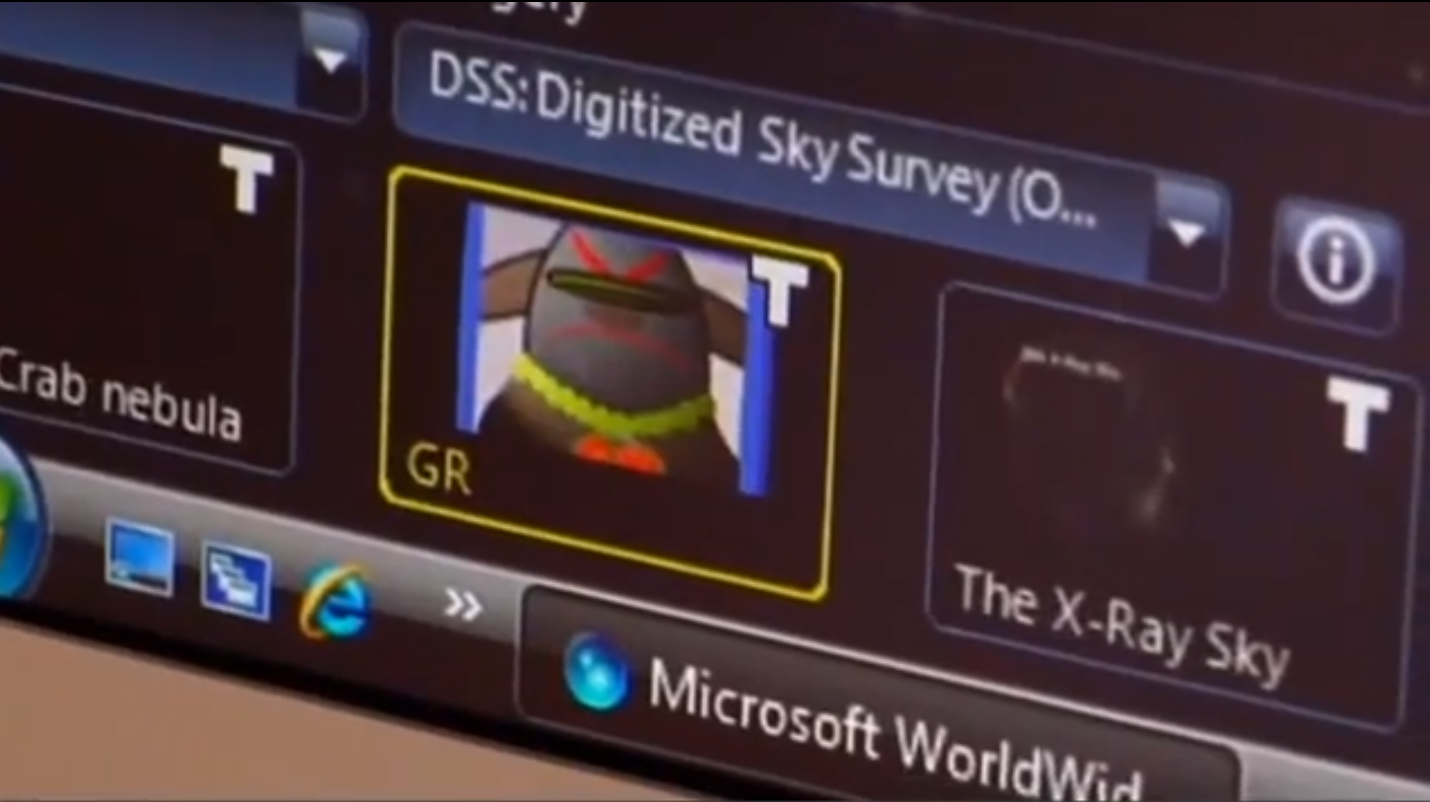 DSS: Digitized Sky Survey (O...
T
T
T
Crab nebula
GR
The X-Ray Sky
Microsoft WorldWid